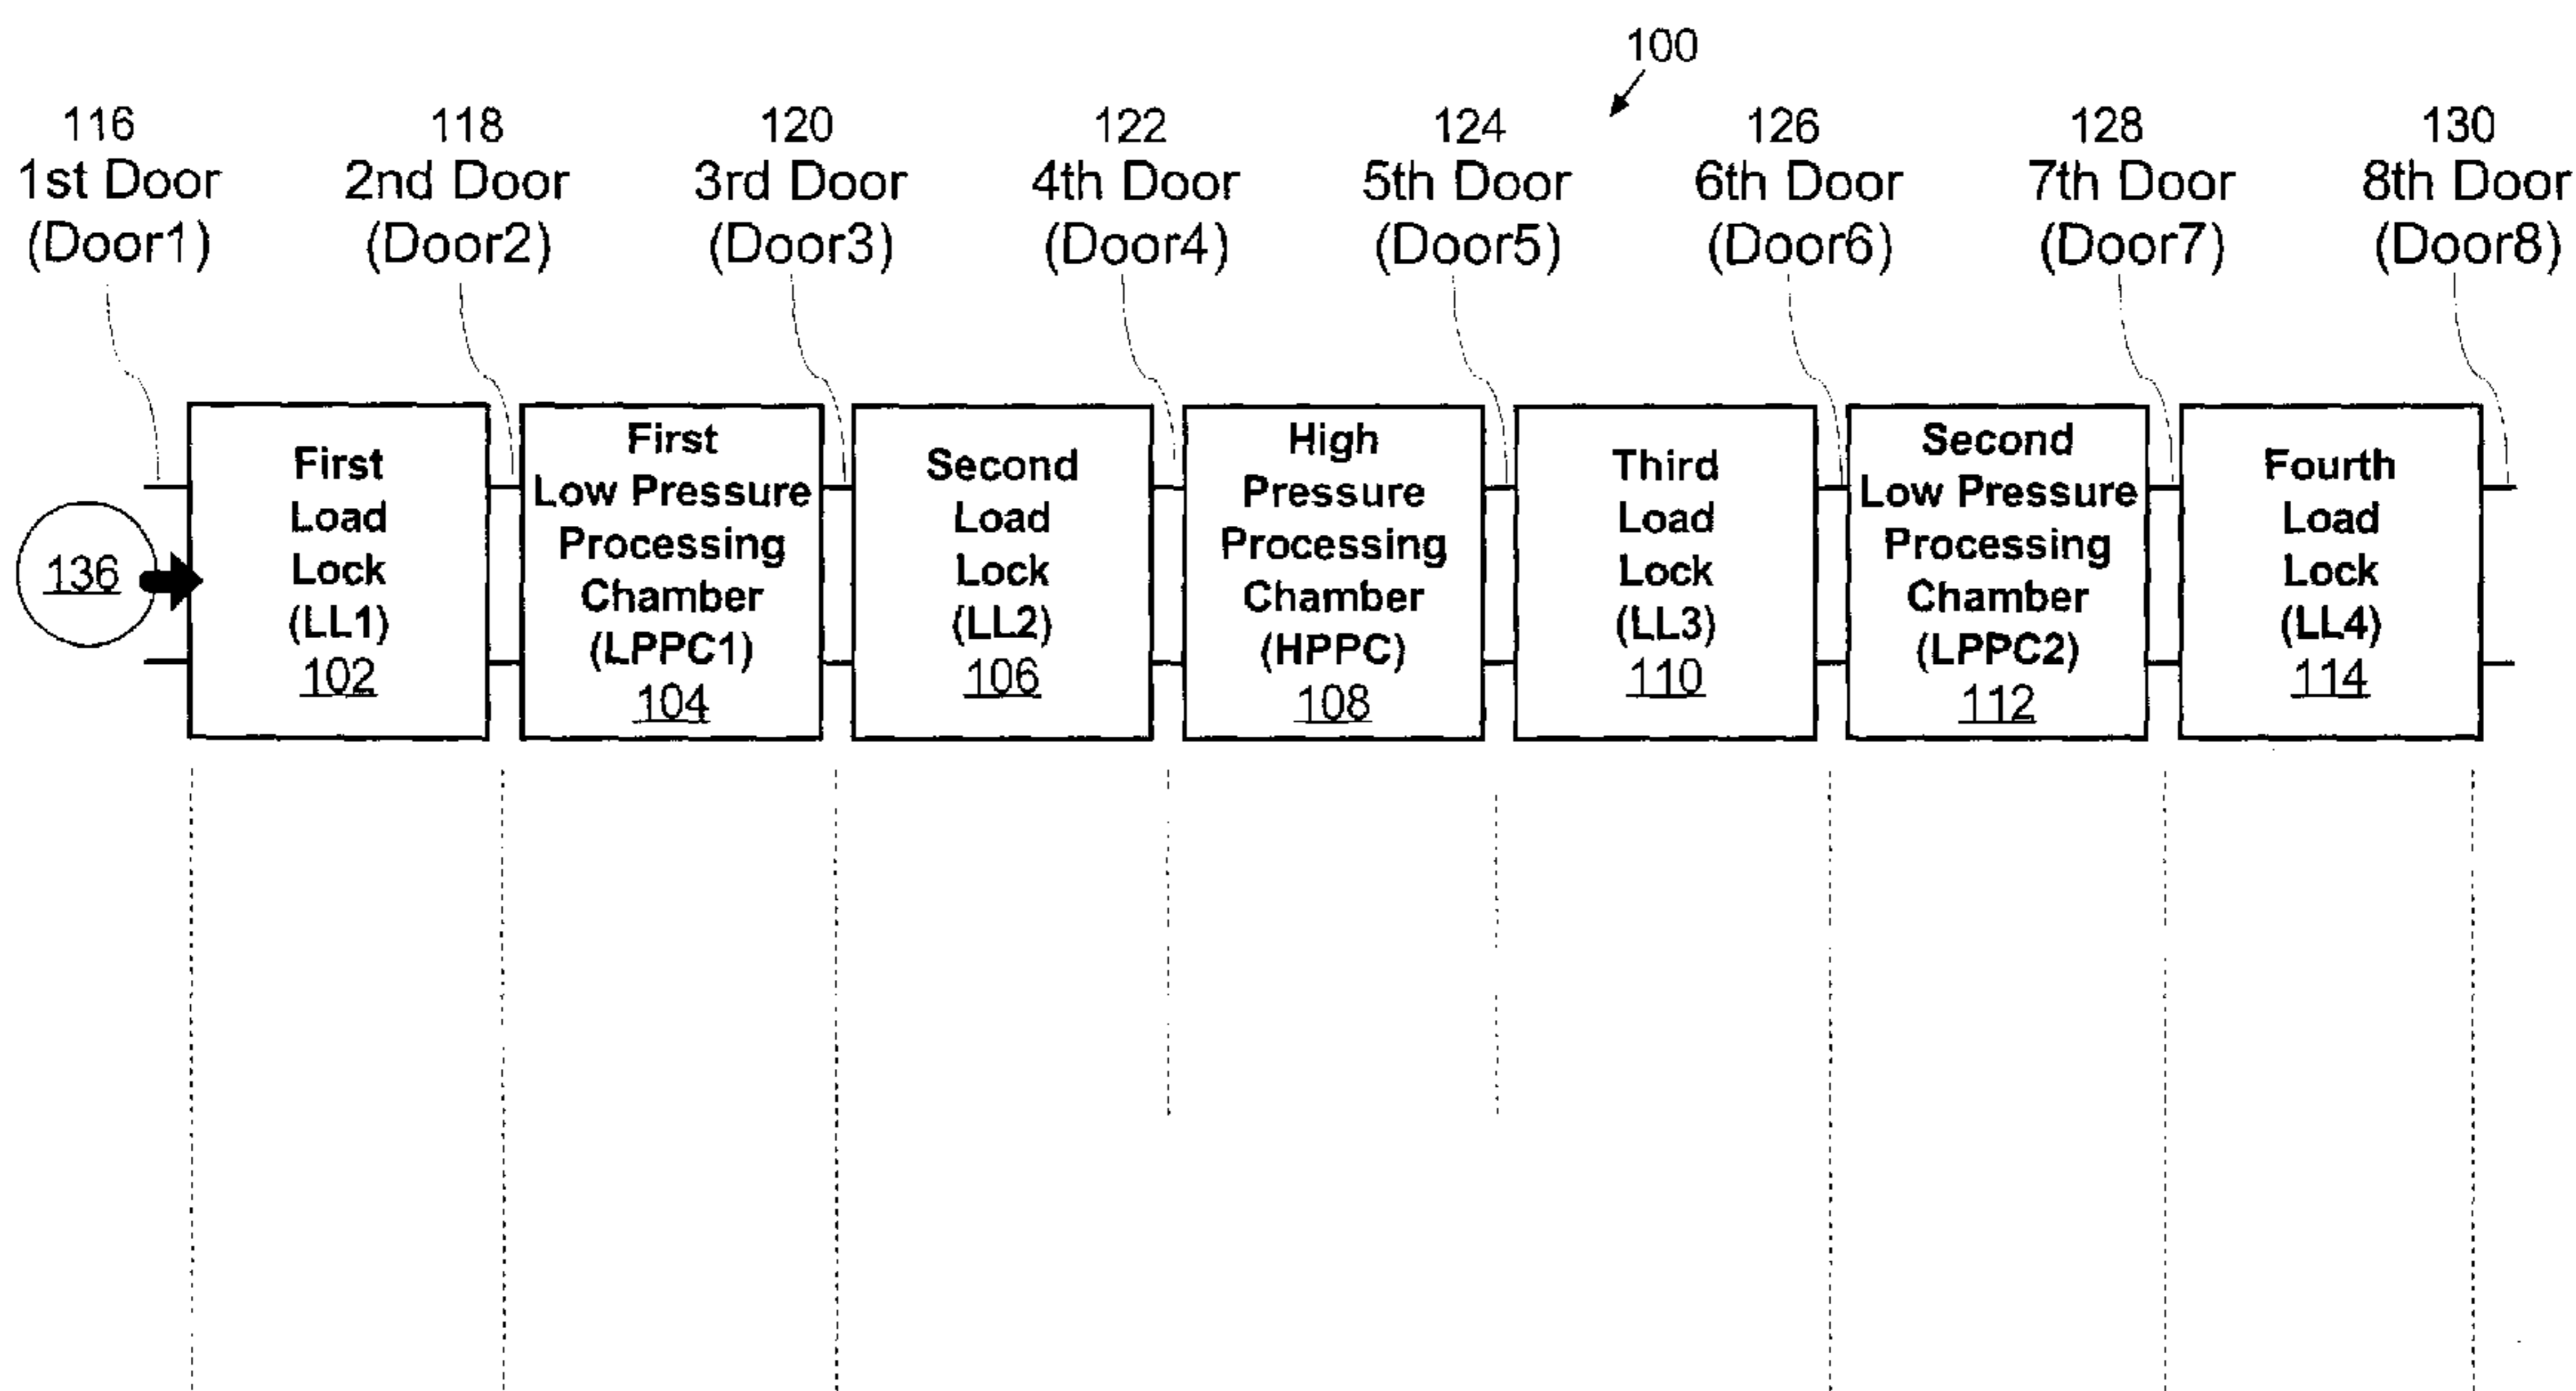 100
116
1st Door
(Door1)
118
2nd Door
(Door2)
120
3rd Door
(Door3)
122
4th Door
(Door4)
124
5th Door
(Door5)
126
6th Door
(Door6)
128
7th Door
(Door7)
130
8th Door
(Door8)
136
First
Load
Lock
(LL1)
102
First
Low Pressure
Processing
Chamber
(LPPC1)
104
Second
Load
Lock
(LL2)
106
High
Pressure
Processing
Chamber
(HPPC)
108
Third
Load
Lock
(LL3)
110
Second
Low Pressure
Processing
Chamber
(LPPC2)
112
Fourth
Load
Lock
(LL4)
114